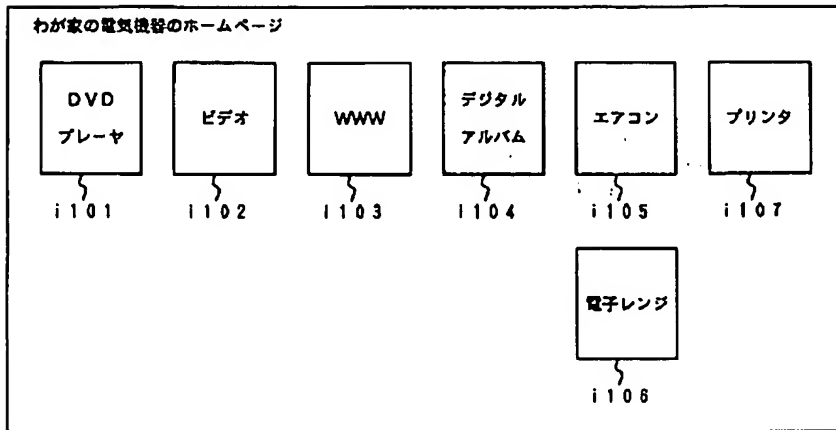 わが家の電気機器のホームページ
DVD
プレーヤ
ビデオ
WWW
デジタル
アルバム
エアコン
プリンタ
i101
i102
i103
i104
i105
i107
電子レンジ
i106